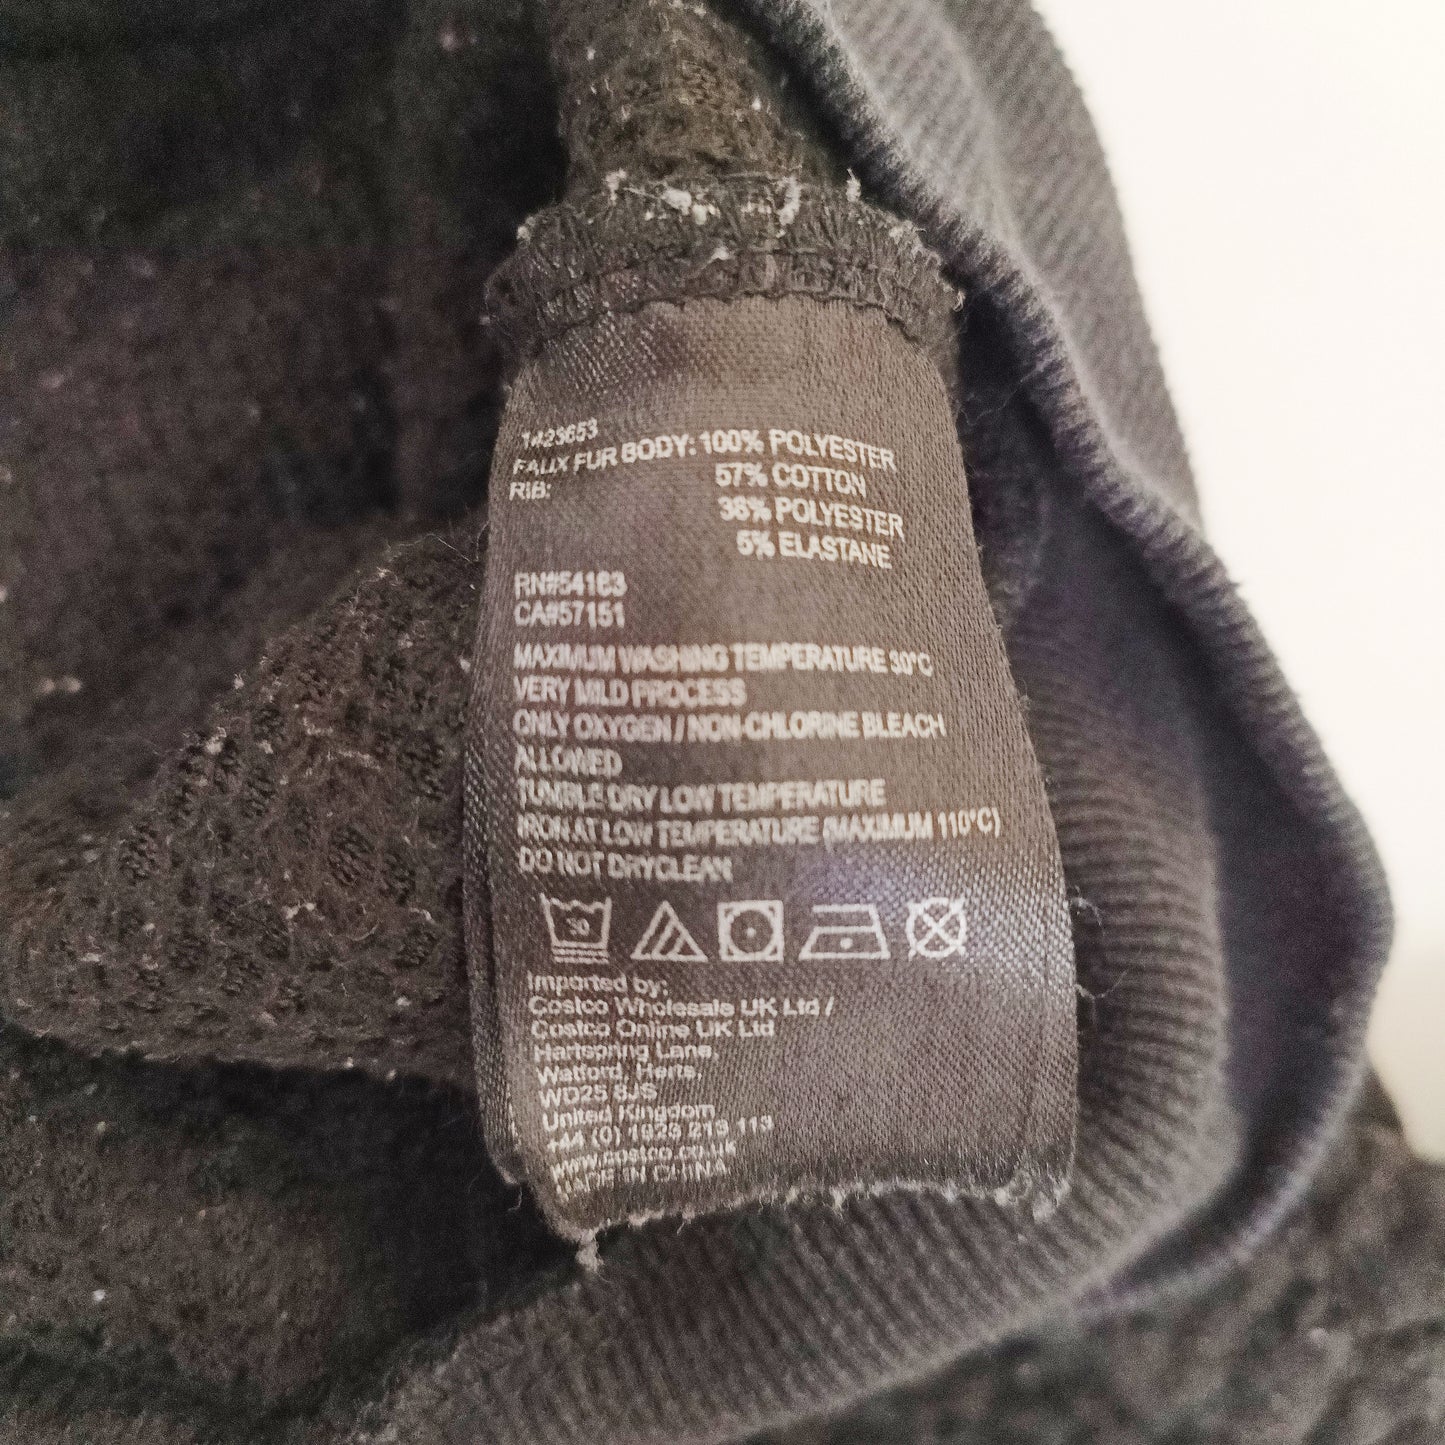 1423653
FAUX FUR BODY: 100% POLYESTER
RIB: 57% COTTON
38% POLYESTER
5% ELASTANE
RN#54163
CA#57151
MAXIMUM WASHING TEMPERATURE 30°C
VERY MILD PROCESS
ONLY OXYGEN / NON-CHLORINE BLEACH
ALLOWED
TUMBLE DRY LOW TEMPERATURE
IRON AT LOW TEMPERATURE (MAXIMUM 110°C)
DO NOT DRYCLEAN
30
Imported by:
Costco Wholesale UK Ltd /
Costco Online UK Ltd
Hartspring Lane,
Watford, Herts,
WD25 8JS
United Kingdom
+44 (0) 1923 213 113
www.costco.co.uk
MADE IN CHINA